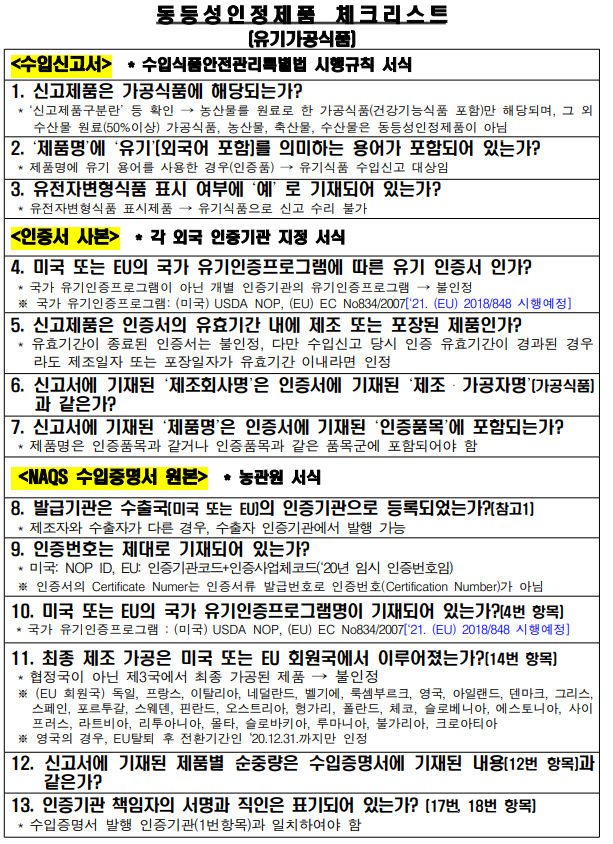 동등성인정제품 체크리스트
(유기가공식품)
<수입신고서> * 수입식품안전관리특별법 시행규칙 서식
1. 신고제품은 가공식품에 해당되는가?
* ‘신고제품구분란’ 등 확인 → 농산물을 원료로 한 가공식품(건강기능식품 포함)만 해당되며, 그 외
수산물 원료(50%이상) 가공식품, 농산물, 축산물, 수산물은 동등성인정제품이 아님
2. ‘제품명’에 ‘유기’(외국어 포함)를 의미하는 용어가 포함되어 있는가?
* 제품명에 유기 용어를 사용한 경우(인증품) → 유기식품 수입신고 대상임
3. 유전자변형식품 표시 여부에 ‘예’ 로 기재되어 있는가?
* 유전자변형식품 표시제품 → 유기식품으로 신고 수리 불가
<인증서 사본> * 각 외국 인증기관 지정 서식
4. 미국 또는 EU의 국가 유기인증프로그램에 따른 유기 인증서 인가?
* 국가 유기인증프로그램이 아닌 개별 인증기관의 유기인증프로그램 → 불인정
※ 국가 유기인증프로그램: (미국) USDA NOP, (EU) EC No834/2007[‘21. (EU) 2018/848 시행예정]
5. 신고제품은 인증서의 유효기간 내에 제조 또는 포장된 제품인가?
* 유효기간이 종료된 인증서는 불인정, 다만 수입신고 당시 인증 유효기간이 경과된 경우
라도 제조일자 또는 포장일자가 유효기간 이내라면 인정
6. 신고서에 기재된 ‘제조회사명’은 인증서에 기재된 ‘제조ㆍ가공자명’(가공식품)
과 같은가?
7. 신고서에 기재된 ‘제품명’은 인증서에 기재된 ‘인증품목’에 포함되는가?
* 제품명은 인증품목과 같거나 인증품목과 같은 품목군에 포함되어야 함
<NAQS 수입증명서 원본> * 농관원 서식
8. 발급기관은 수출국(미국 또는 EU)의 인증기관으로 등록되었는가?(참고1)
* 제조자와 수출자가 다른 경우, 수출자 인증기관에서 발행 가능
9. 인증번호는 제대로 기재되어 있는가?
* 미국: NOP ID, EU: 인증기관코드+인증사업체코드(‘20년 임시 인증번호임)
※ 인증서의 Certificate Numer는 인증서류 발급번호로 인증번호(Certification Number)가 아님
10. 미국 또는 EU의 국가 유기인증프로그램명이 기재되어 있는가?(4번 항목)
* 국가 유기인증프로그램 : (미국) USDA NOP, (EU) EC No834/2007[‘21. (EU) 2018/848 시행예정]
11. 최종 제조 가공은 미국 또는 EU 회원국에서 이루어졌는가?(14번 항목)
* 협정국이 아닌 제3국에서 최종 가공된 제품 → 불인정
※ (EU 회원국) 독일, 프랑스, 이탈리아, 네덜란드, 벨기에, 룩셈부르크, 영국, 아일랜드, 덴마크, 그리스,
스페인, 포르투갈, 스웨덴, 핀란드, 오스트리아, 헝가리, 폴란드, 체코, 슬로베니아, 에스토니아, 사이
프러스, 라트비아, 리투아니아, 몰타, 슬로바키아, 루마니아, 불가리아, 크로아티아
※ 영국의 경우, EU탈퇴 후 전환기간인 ‘20.12.31.까지만 인정
12. 신고서에 기재된 제품별 순중량은 수입증명서에 기재된 내용(12번 항목)과
같은가?
13. 인증기관 책임자의 서명과 직인은 표기되어 있는가? (17번, 18번 항목)
* 수입증명서 발행 인증기관(1번항목)과 일치하여야 함